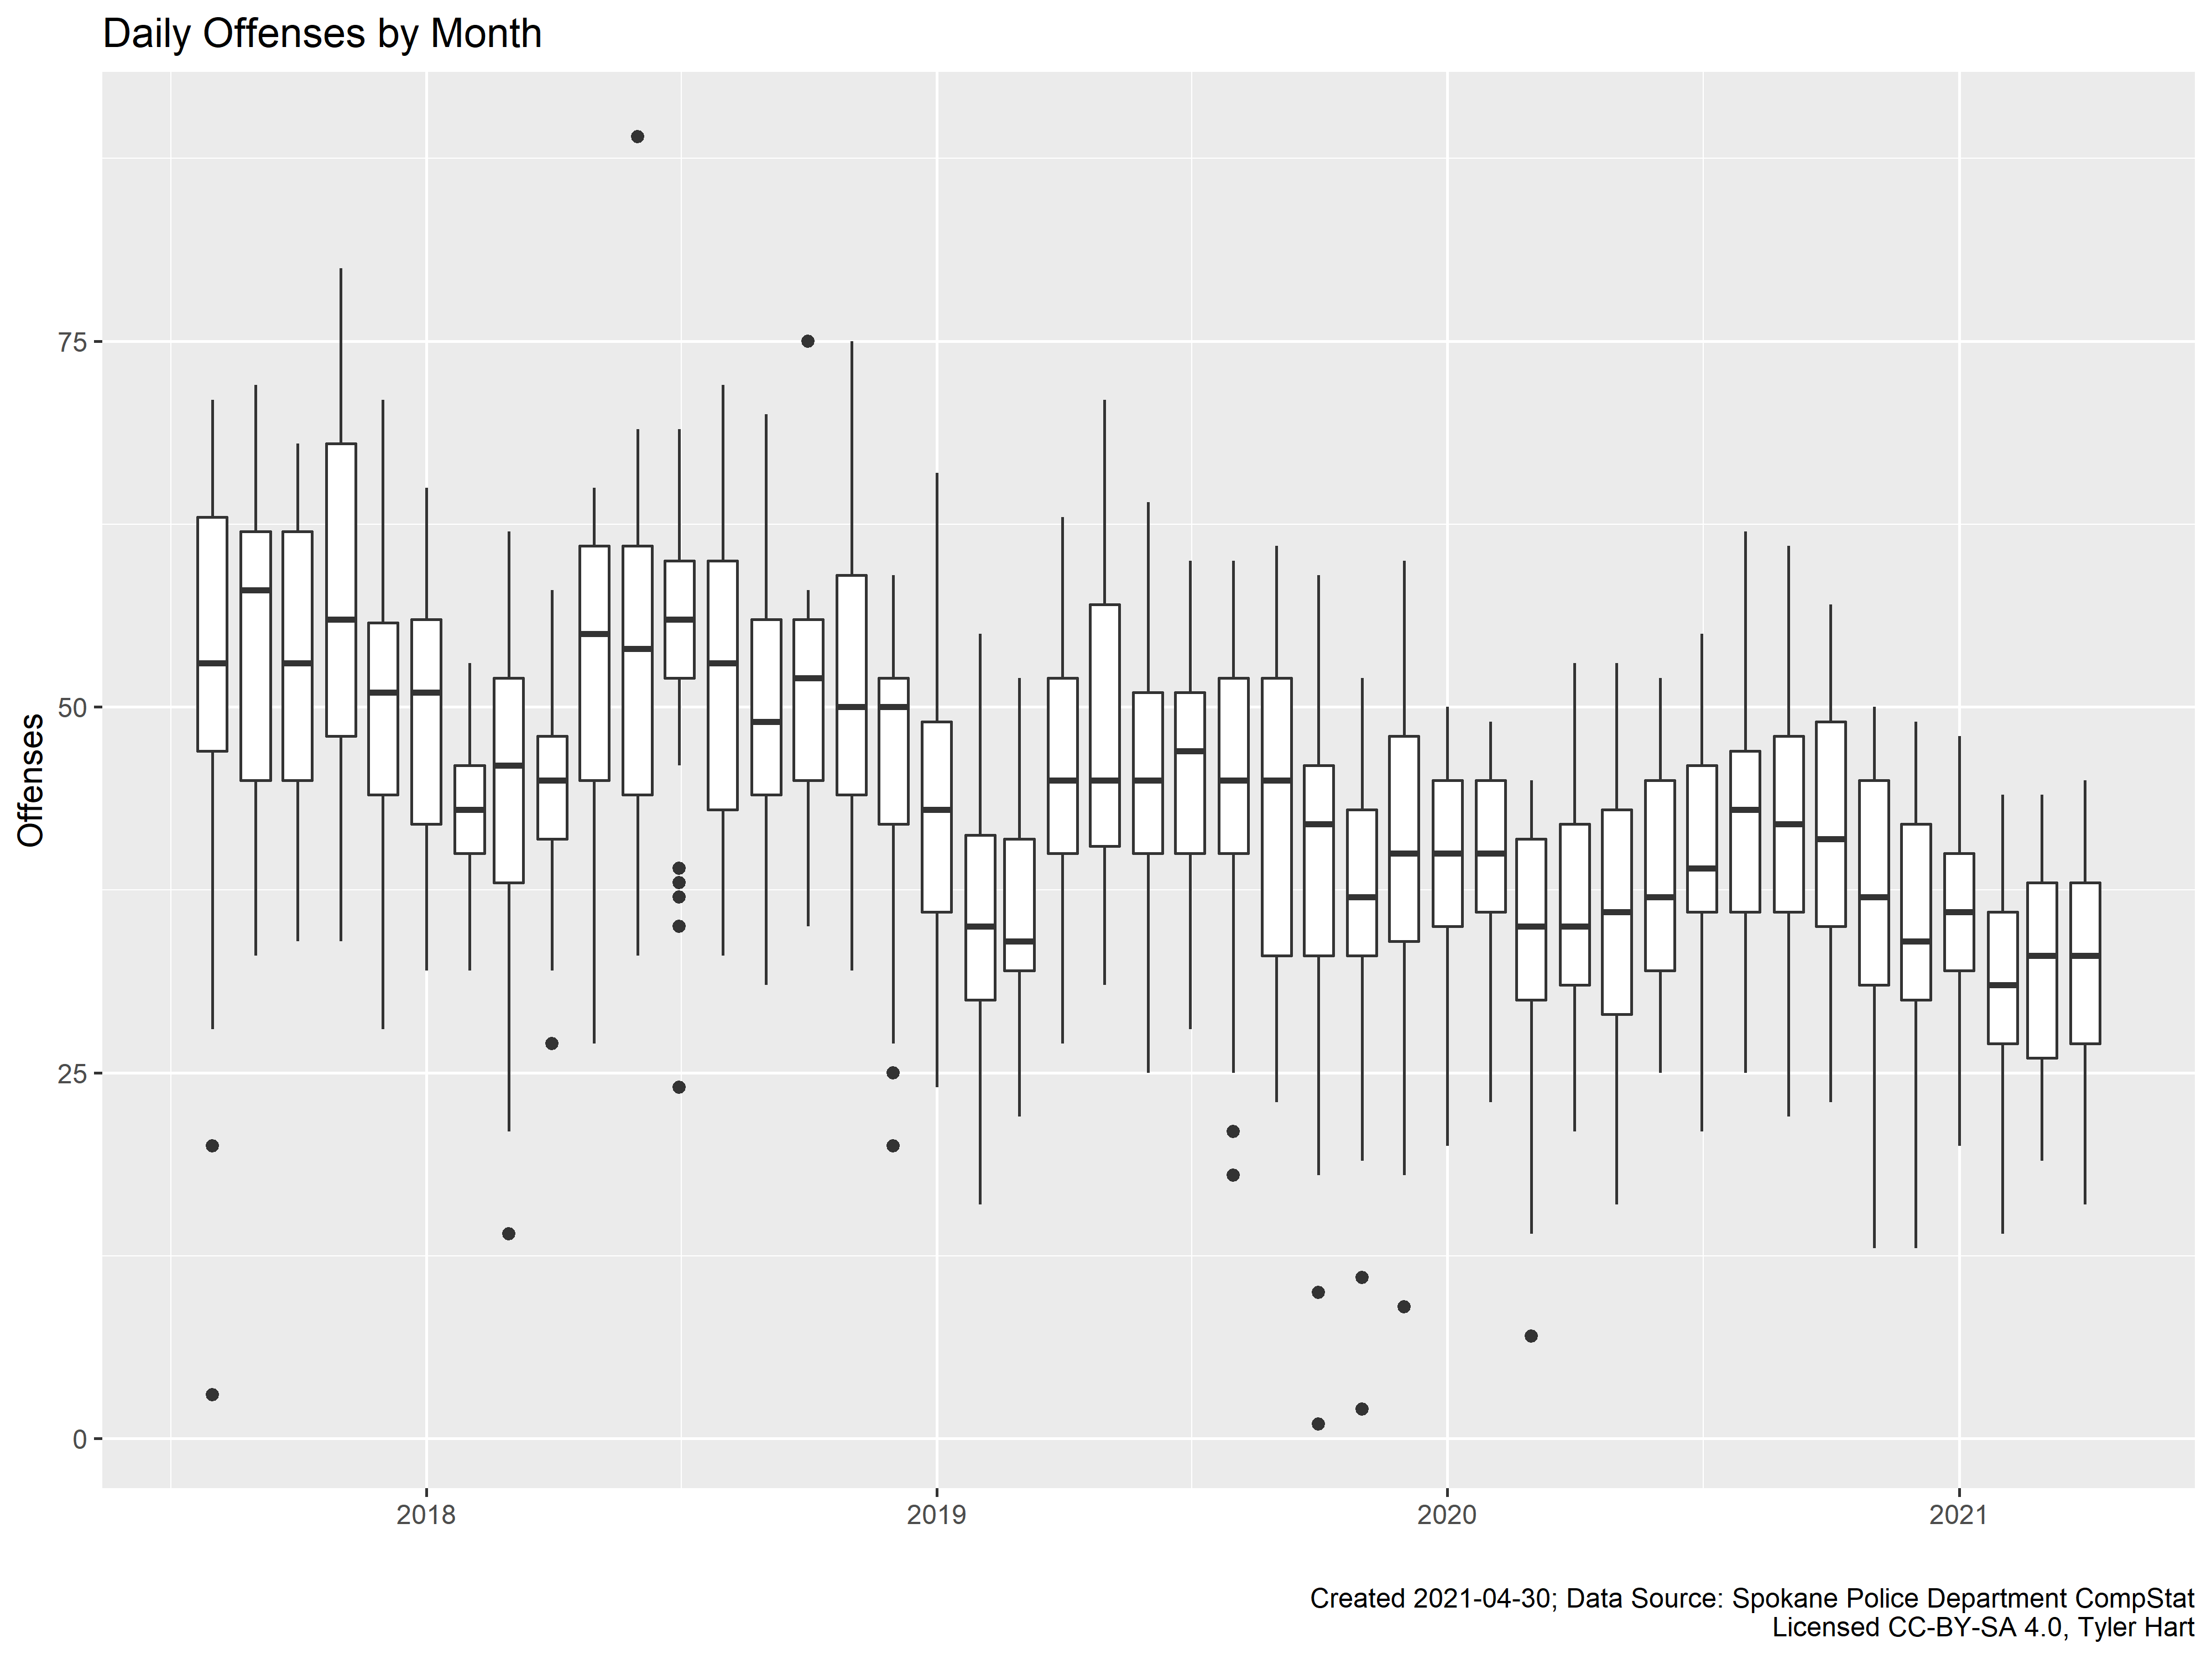 Daily Offenses by Month
Offenses
75
50
25
0
2018 2019 2020 2021
Created 2021-04-30; Data Source: Spokane Police Department CompStat
Licensed CC-BY-SA 4.0, Tyler Hart